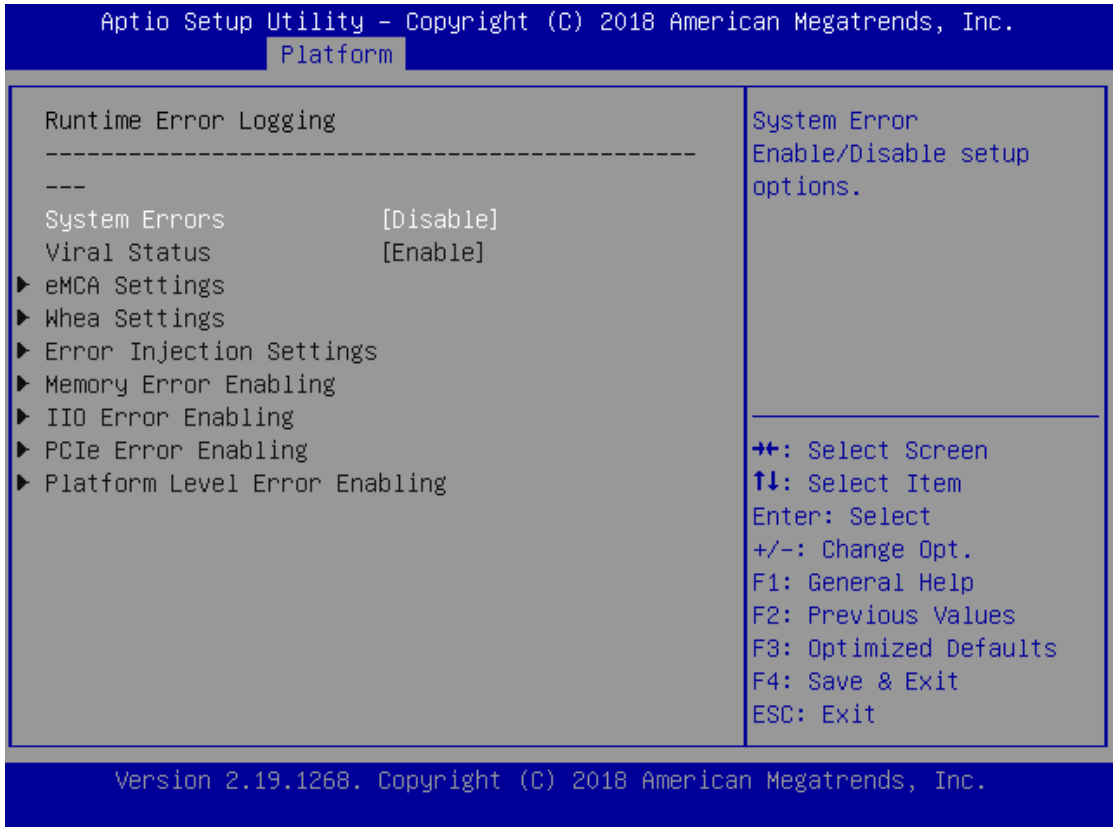 Aptio Setup Utility – Copyright (C) 2018 American Megatrends, Inc.
Platform
Runtime Error Logging
-----------------------------------------------
---
System Errors [Disable]
Viral Status [Enable]
▶ eMCA Settings
▶ Whea Settings
▶ Error Injection Settings
▶ Memory Error Enabling
▶ IIO Error Enabling
▶ PCIe Error Enabling
▶ Platform Level Error Enabling
System Error
Enable/Disable setup
options.
→←: Select Screen
↑↓: Select Item
Enter: Select
+/-: Change Opt.
F1: General Help
F2: Previous Values
F3: Optimized Defaults
F4: Save & Exit
ESC: Exit
Version 2.19.1268. Copyright (C) 2018 American Megatrends, Inc.